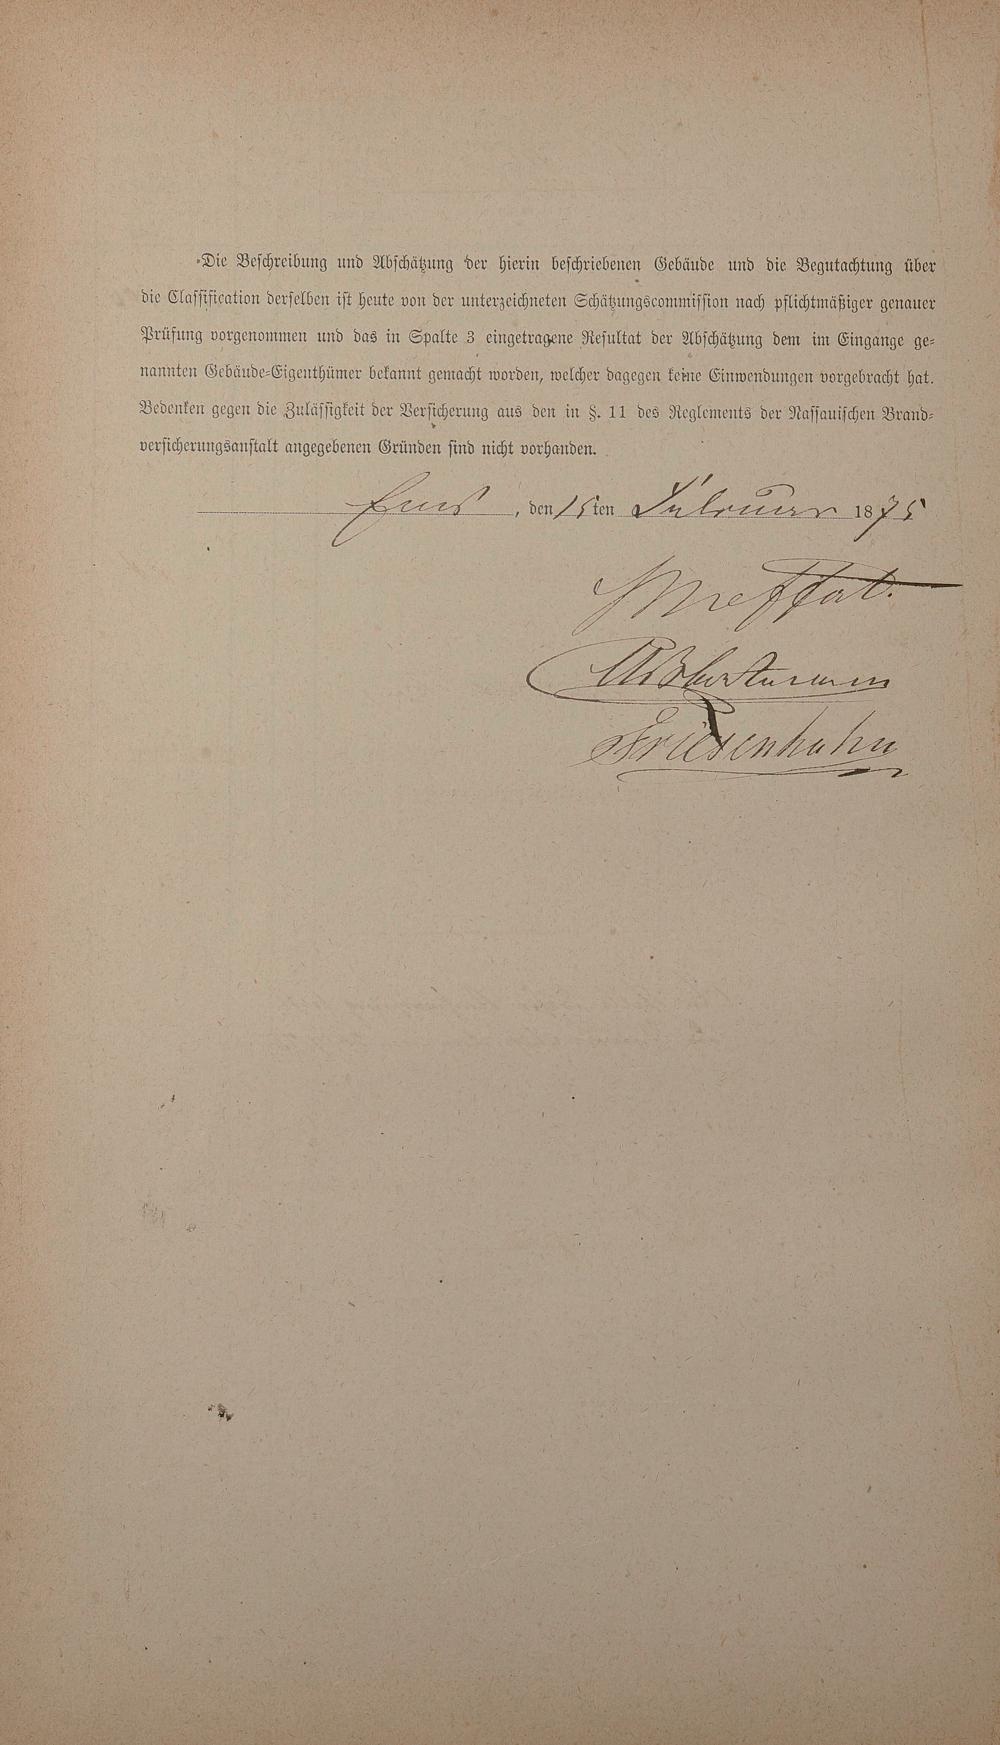 Die Beschreibung und Abschätzung der hierin beschriebenen Gebäude und die Begutachtung über
die Classification derselben ist heute von der unterzeichneten Schätzungscommission nach pflichtmäßiger genauer
Prüfung vorgenommen und das in Spalte 3 eingetragene Resultat der Abschätzung dem im Eingange ge-
nannten Gebäude-Eigenthümer bekannt gemacht worden, welcher dagegen keine Einwendungen vorgebracht hat.
Bedenken gegen die Zulässigkeit der Versicherung aus den in §. 11 des Reglements der Nassauischen Brand-
versicherungsanstalt angegebenen Gründen sind nicht vorhanden.
Ems, den 15ten Februar 1875
Friesenhahn